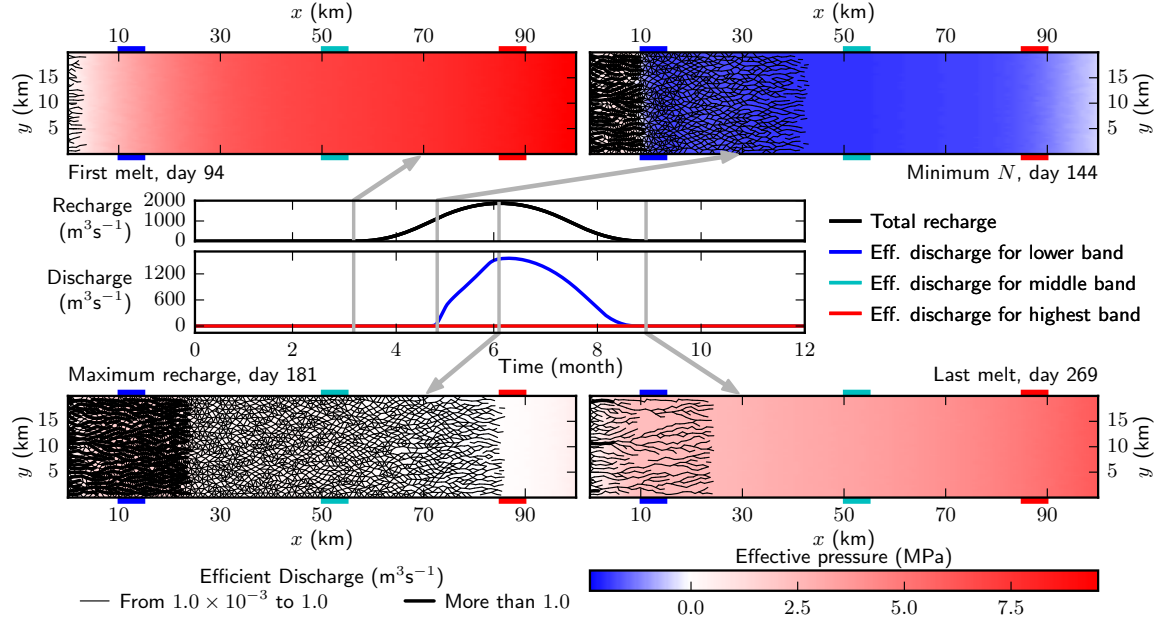 x (km)
x (km)
10 30 50 70 90
10 30 50 70 90
y (km)
15
10
5
15
10
5
y (km)
First melt, day 94
Minimum N, day 144
Recharge
(m³s⁻¹)
2000
1000
0
Discharge
(m³s⁻¹)
1200
600
0
0 2 4 6 8 10 12
Time (month)
Total recharge
Eff. discharge for lower band
Eff. discharge for middle band
Eff. discharge for highest band
Maximum recharge, day 181
Last melt, day 269
y (km)
15
10
5
15
10
5
y (km)
10 30 50 70 90
10 30 50 70 90
x (km)
x (km)
Efficient Discharge (m³s⁻¹)
From 1.0 × 10⁻³ to 1.0
More than 1.0
Effective pressure (MPa)
0.0 2.5 5.0 7.5